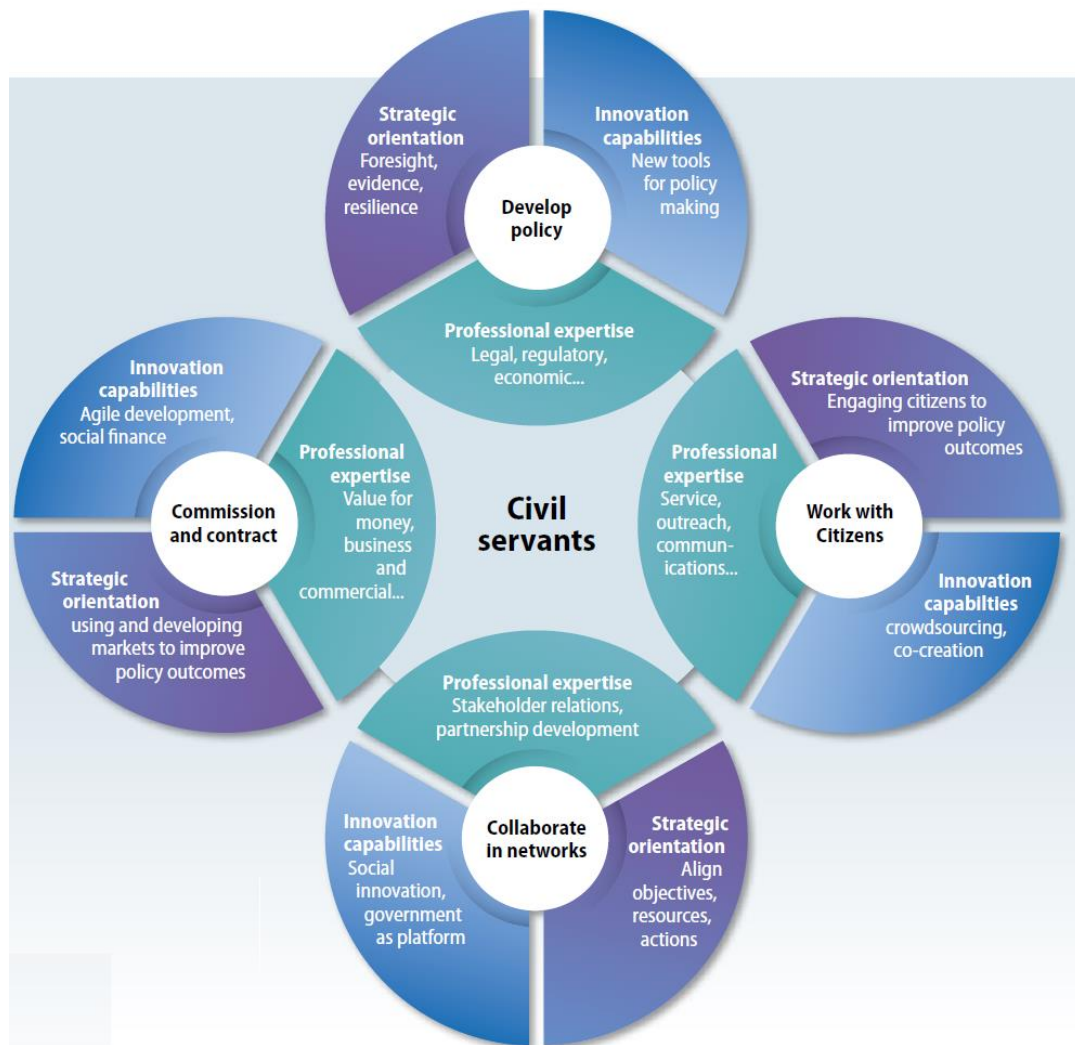 Strategic
orientation
Foresight,
evidence,
resilience
Innovation
capabilities
New tools
for policy
making
Develop
policy
Professional expertise
Legal, regulatory,
economic...
Innovation
capabilities
Agile development,
social finance
Commission
and contract
Professional
expertise
Value for
money,
business
and
commercial...
Strategic
orientation
using and developing
markets to improve
policy outcomes
Civil
servants
Strategic orientation
Engaging citizens to
improve policy
outcomes
Professional
expertise
Service,
outreach,
commun-
ications...
Work with
Citizens
Innovation
capabilties
crowdsourcing,
co-creation
Professional expertise
Stakeholder relations,
partnership development
Innovation
capabilities
Social
innovation,
government
as platform
Collaborate
in networks
Strategic
orientation
Align
objectives,
resources,
actions